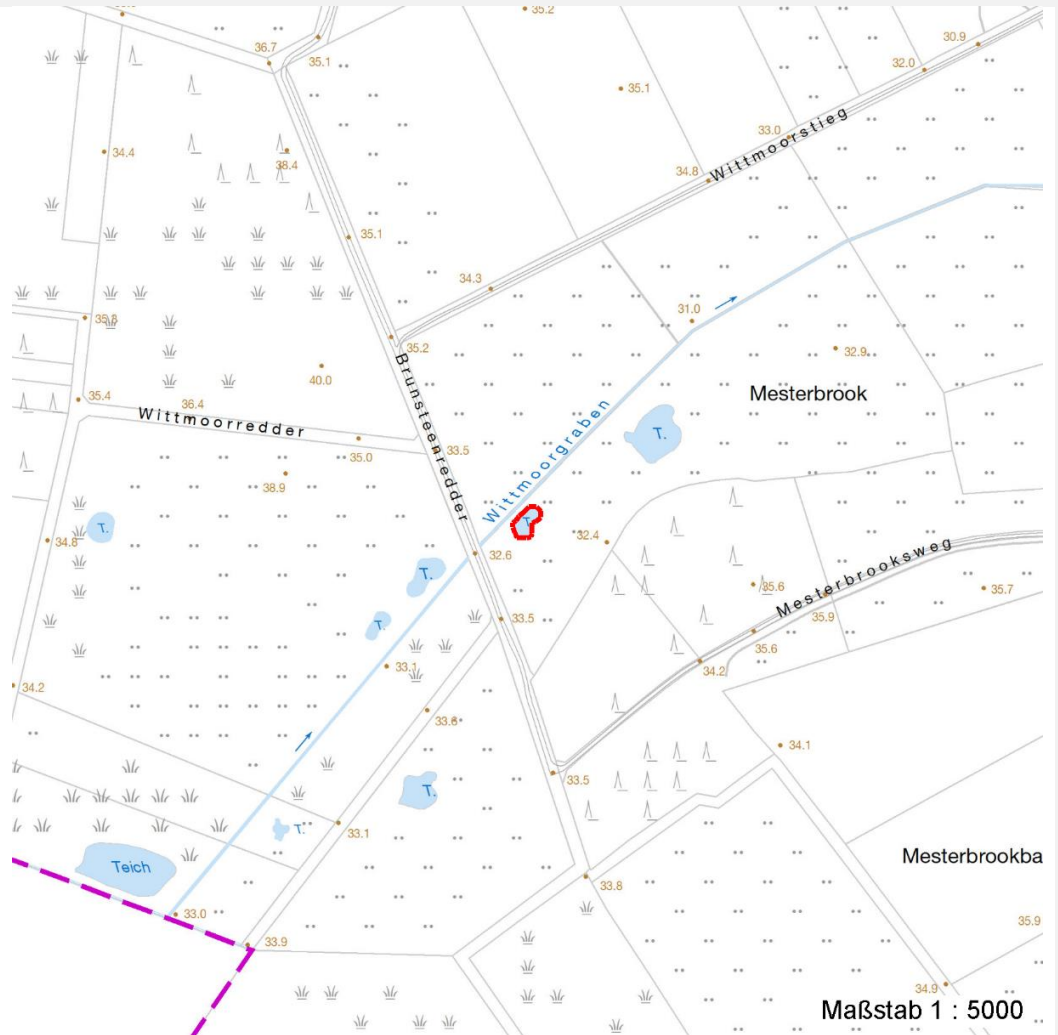 35.2
36.7
35.1
30.9
32.0
35.1
33.0
Wittmoorstieg
34.4
38.4
34.8
35.1
34.3
31.0
35.3
35.2
32.9
40.0
Mesterbrook
35.4
36.4
Wittmoorredder
Brunsteenredder
Wittmoorgraben
T.
33.5
35.0
38.9
T.
T.
34.8
32.4
32.6
T.
Mesterbrooksweg
35.6
35.7
35.9
T.
33.5
35.6
33.1
34.2
34.2
33.6
34.1
33.5
T.
33.1
T.
Teich
Mesterbrookba
33.8
33.0
35.9
33.9
34.9
Maßstab 1 : 5000